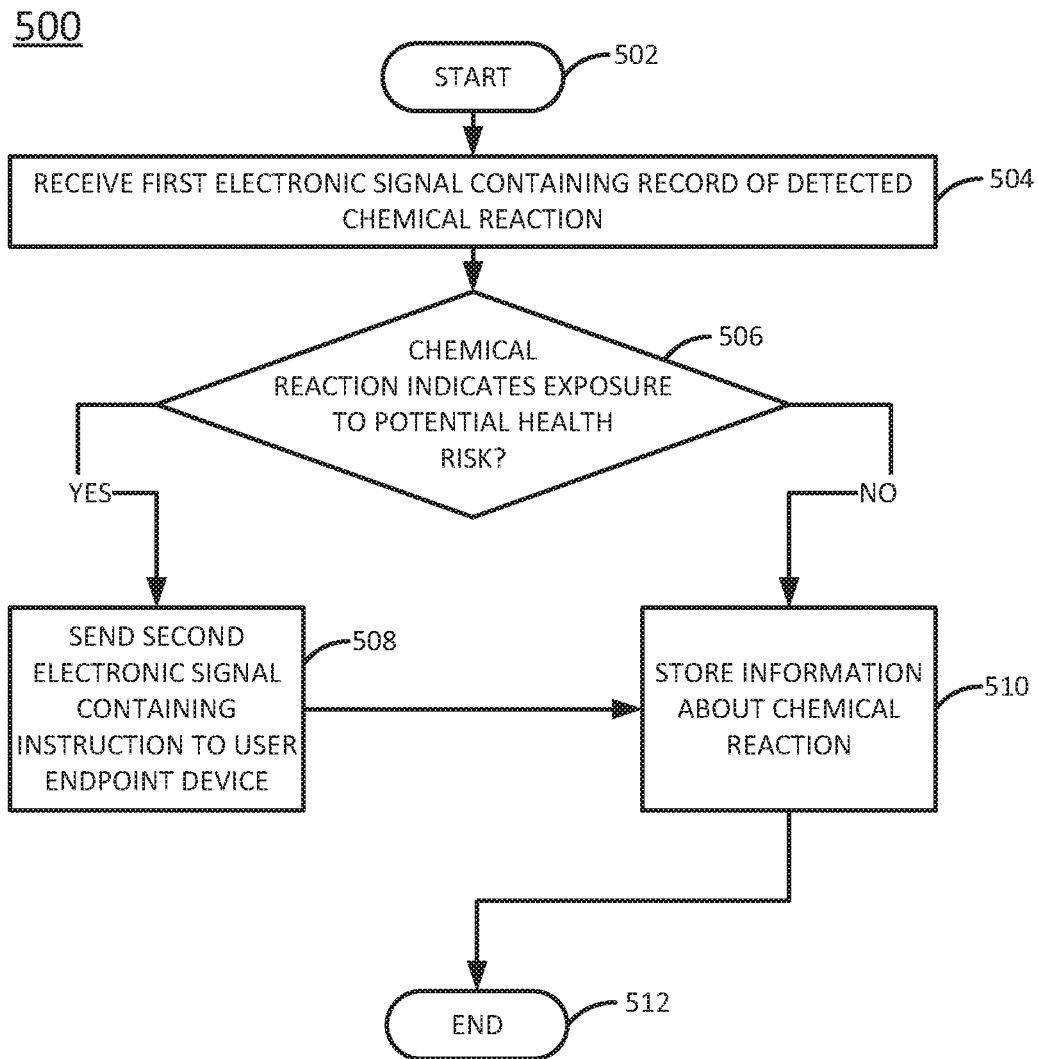 500
START
502
RECEIVE FIRST ELECTRONIC SIGNAL CONTAINING RECORD OF DETECTED
CHEMICAL REACTION
504
CHEMICAL
REACTION INDICATES EXPOSURE
TO POTENTIAL HEALTH
RISK?
506
YES
NO
SEND SECOND
ELECTRONIC SIGNAL
CONTAINING
INSTRUCTION TO USER
ENDPOINT DEVICE
508
STORE INFORMATION
ABOUT CHEMICAL
REACTION
510
END
512